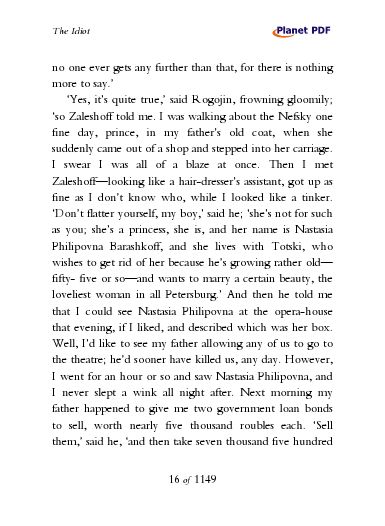 The Idiot
Planet PDF
no one ever gets any further than that, for there is nothing
more to say.’
‘Yes, it’s quite true,’ said Rogojin, frowning gloomily;
‘so Zaleshoff told me. I was walking about the Nefsky one
fine day, prince, in my father’s old coat, when she
suddenly came out of a shop and stepped into her carriage.
I swear I was all of a blaze at once. Then I met
Zaleshoff—looking like a hair-dresser’s assistant, got up as
fine as I don’t know who, while I looked like a tinker.
‘Don’t flatter yourself, my boy,’ said he; ‘she’s not for such
as you; she’s a princess, she is, and her name is Nastasia
Philipovna Barashkoff, and she lives with Totski, who
wishes to get rid of her because he’s growing rather old—
fifty- five or so—and wants to marry a certain beauty, the
loveliest woman in all Petersburg.’ And then he told me
that I could see Nastasia Philipovna at the opera-house
that evening, if I liked, and described which was her box.
Well, I’d like to see my father allowing any of us to go to
the theatre; he’d sooner have killed us, any day. However,
I went for an hour or so and saw Nastasia Philipovna, and
I never slept a wink all night after. Next morning my
father happened to give me two government loan bonds
to sell, worth nearly five thousand roubles each. ‘Sell
them,’ said he, ‘and then take seven thousand five hundred
16 of 1149